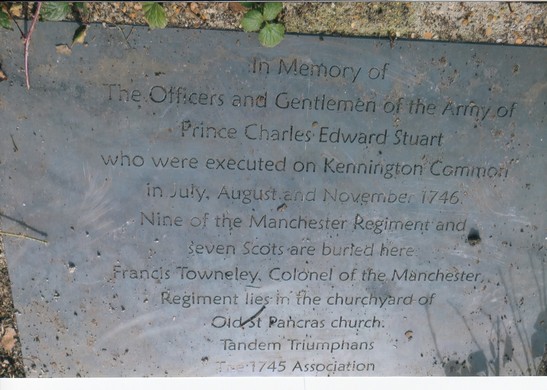 In Memory of
The Officers and Gentlemen of the Army of
Prince Charles Edward Stuart
who were executed on Kennington Common
in July, August and November 1746.
Nine of the Manchester Regiment and
seven Scots are buried here.
Francis Towneley, Colonel of the Manchester
Regiment lies in the churchyard of
Old St Pancras church.
Tandem Triumphans
The 1745 Association